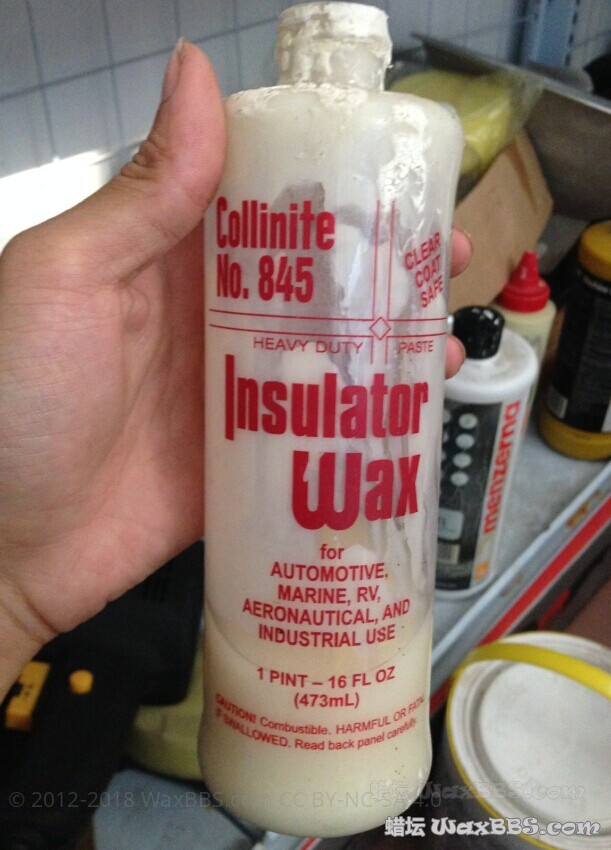 Collinite
No. 845
CLEAR
COAT
SAFE
HEAVY DUTY PASTE
Insulator
Wax
for
AUTOMOTIVE,
MARINE, RV,
AERONAUTICAL, AND
INDUSTRIAL USE
1 PINT – 16 FL OZ
(473mL)
CAUTION! Combustible. HARMFUL OR FATAL
IF SWALLOWED. Read back panel carefully.
menzerna
© 2012-2018 WaxBBS.com CC BY-NC-SA 4.0
蜡坛 WaxBBS.com